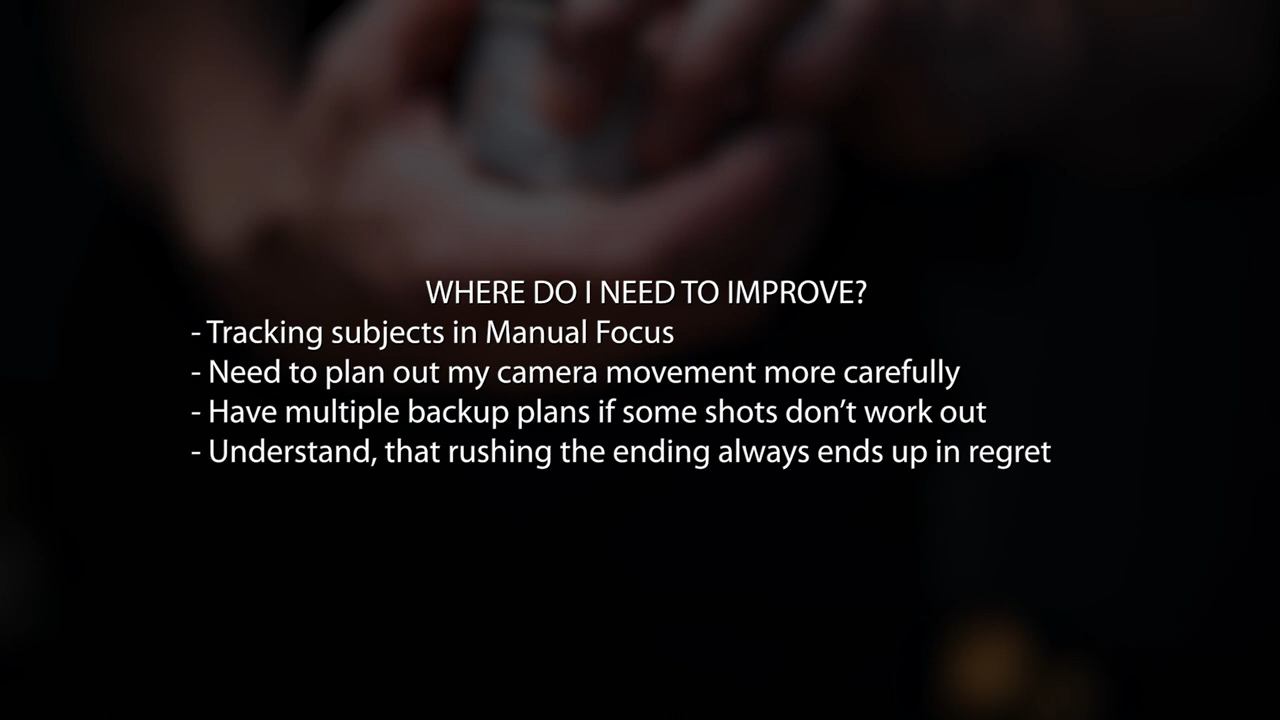 WHERE DO I NEED TO IMPROVE?
- Tracking subjects in Manual Focus
- Need to plan out my camera movement more carefully
- Have multiple backup plans if some shots don’t work out
- Understand, that rushing the ending always ends up in regret